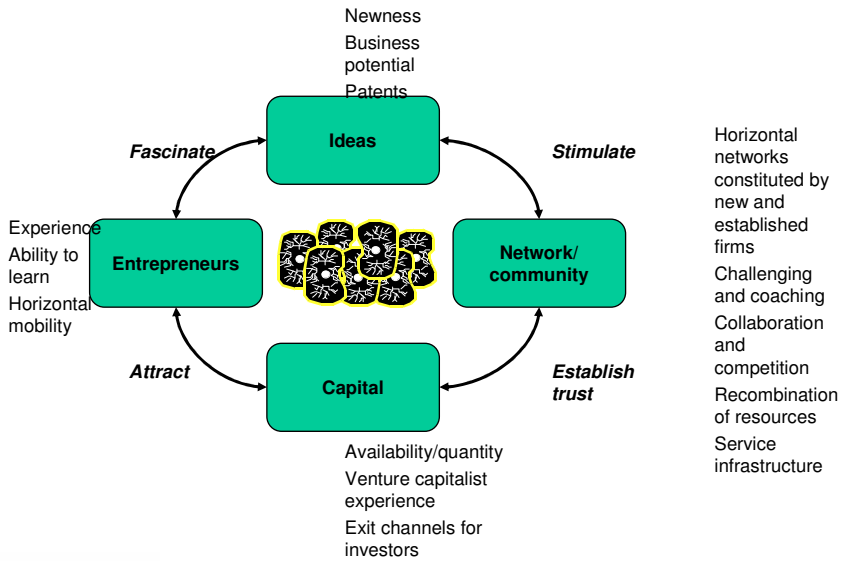 Newness
Business
potential
Patents
Ideas
Fascinate
Stimulate
Experience
Ability to
learn
Horizontal
mobility
Entrepreneurs
Network/
community
Horizontal
networks
constituted by
new and
established
firms
Challenging
and coaching
Collaboration
and
competition
Recombination
of resources
Service
infrastructure
Attract
Capital
Establish
trust
Availability/quantity
Venture capitalist
experience
Exit channels for
investors